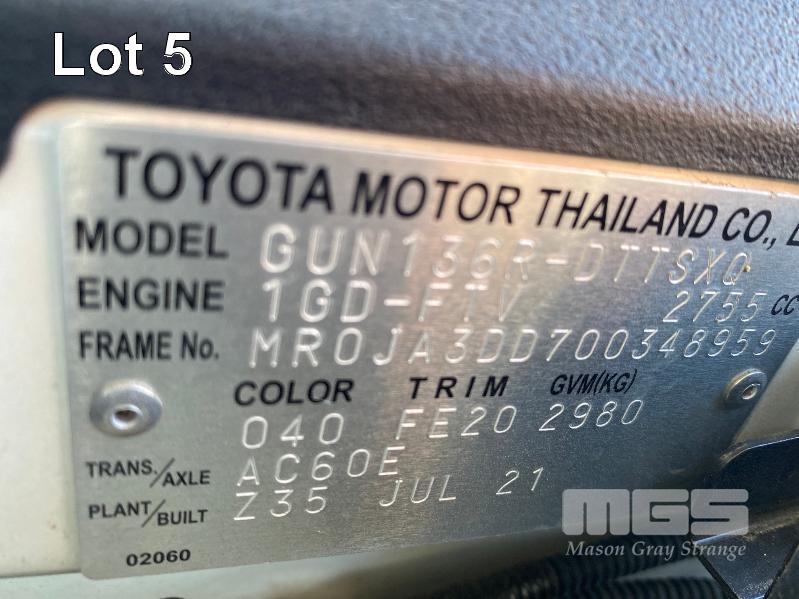 Lot 5
TOYOTA MOTOR THAILAND CO.,
MODEL GUN136R-DTTSXQ
ENGINE 1GD-FTV 2755 CC
FRAME No. MR0JA3DD700348959
COLOR TRIM GVM(KG)
040 FE20 2980
TRANS./AXLE AC60E
PLANT/BUILT Z35 JUL 21
02060
MGS
Mason Gray Strange